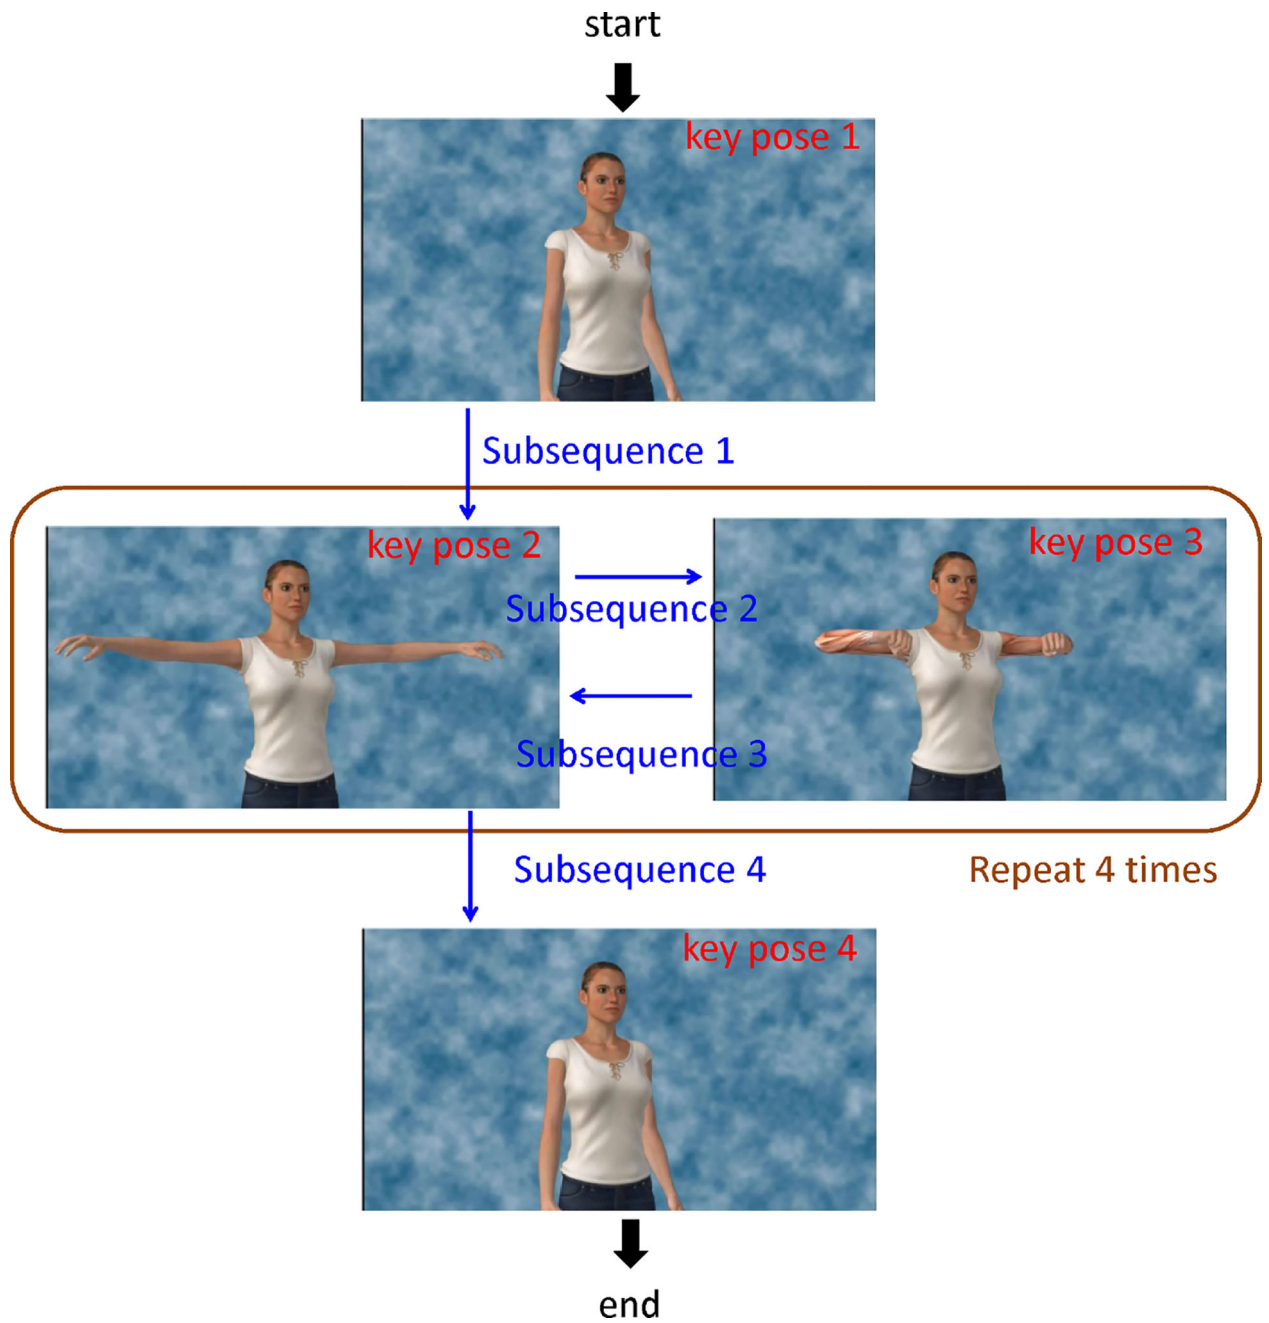 start
key pose 1
Subsequence 1
key pose 2
key pose 3
Subsequence 2
Subsequence 3
Subsequence 4
Repeat 4 times
key pose 4
end